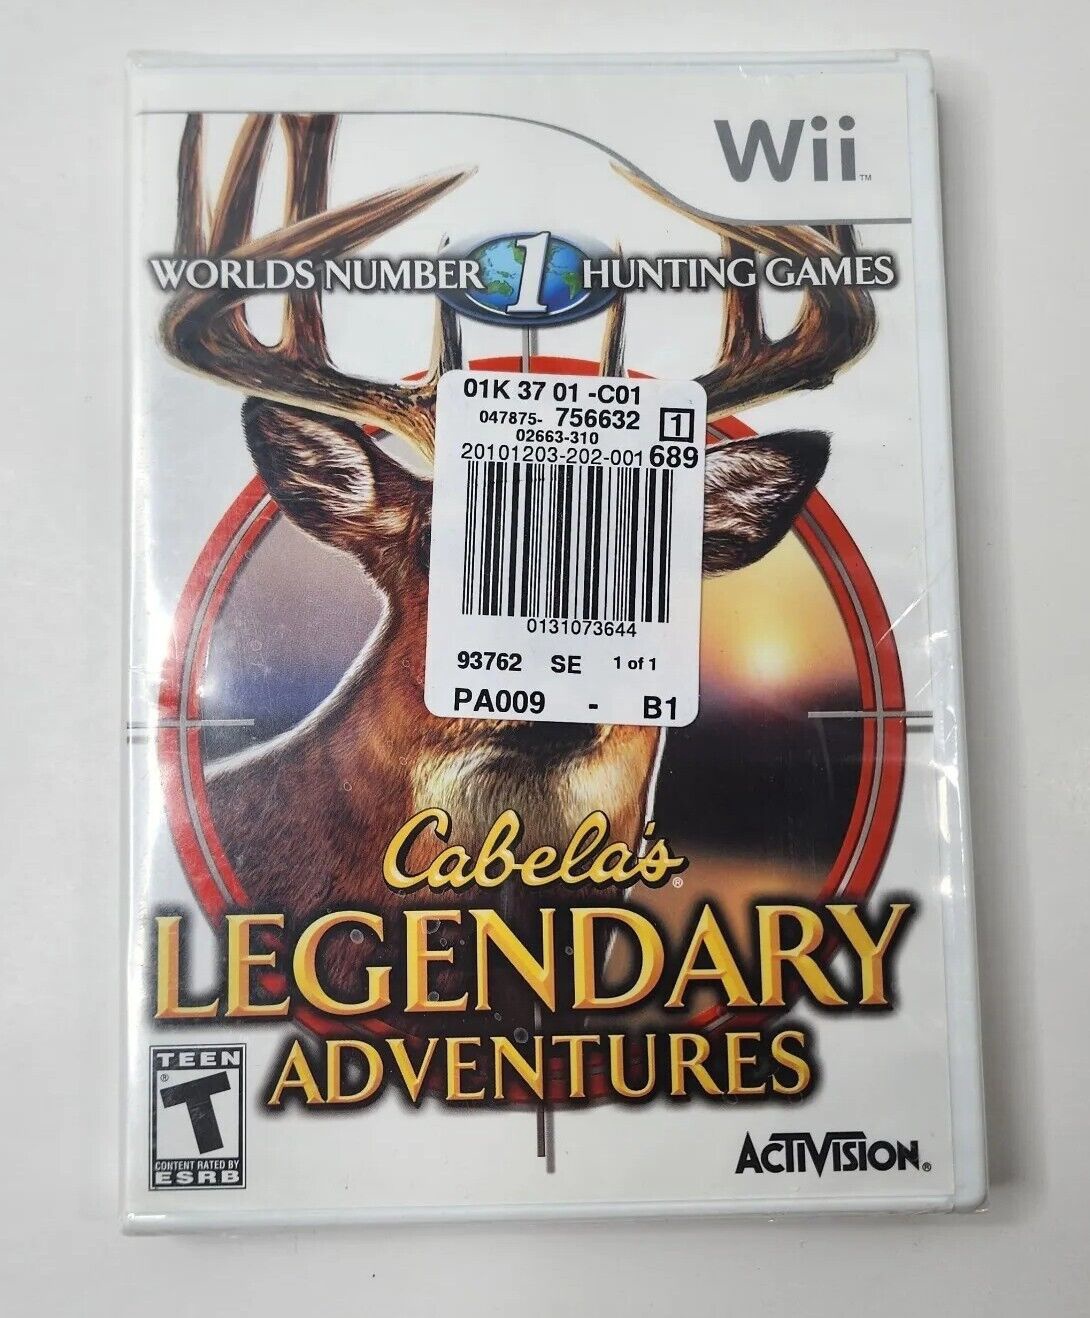 Wii™
WORLDS NUMBER 1 HUNTING GAMES
01K 37 01 -C01
047875- 756632 1
02663-310
20101203-202-001 689
0131073644
93762 SE 1 of 1
PA009 - B1
Cabela's®
LEGENDARY
ADVENTURES
TEEN
®
T
CONTENT RATED BY
ESRB
ACTIVISION®